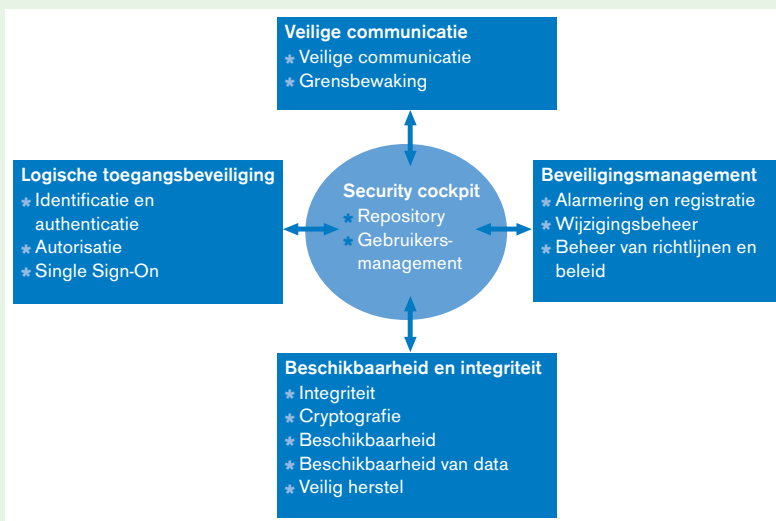 Veilige communicatie
* Veilige communicatie
* Grensbewaking
Logische toegangsbeveiliging
* Identificatie en
authenticatie
* Autorisatie
* Single Sign-On
Security cockpit
* Repository
* Gebruikers-
management
Beveiligingsmanagement
* Alarmering en registratie
* Wijzigingsbeheer
* Beheer van richtlijnen en
beleid
Beschikbaarheid en integriteit
* Integriteit
* Cryptografie
* Beschikbaarheid
* Beschikbaarheid van data
* Veilig herstel